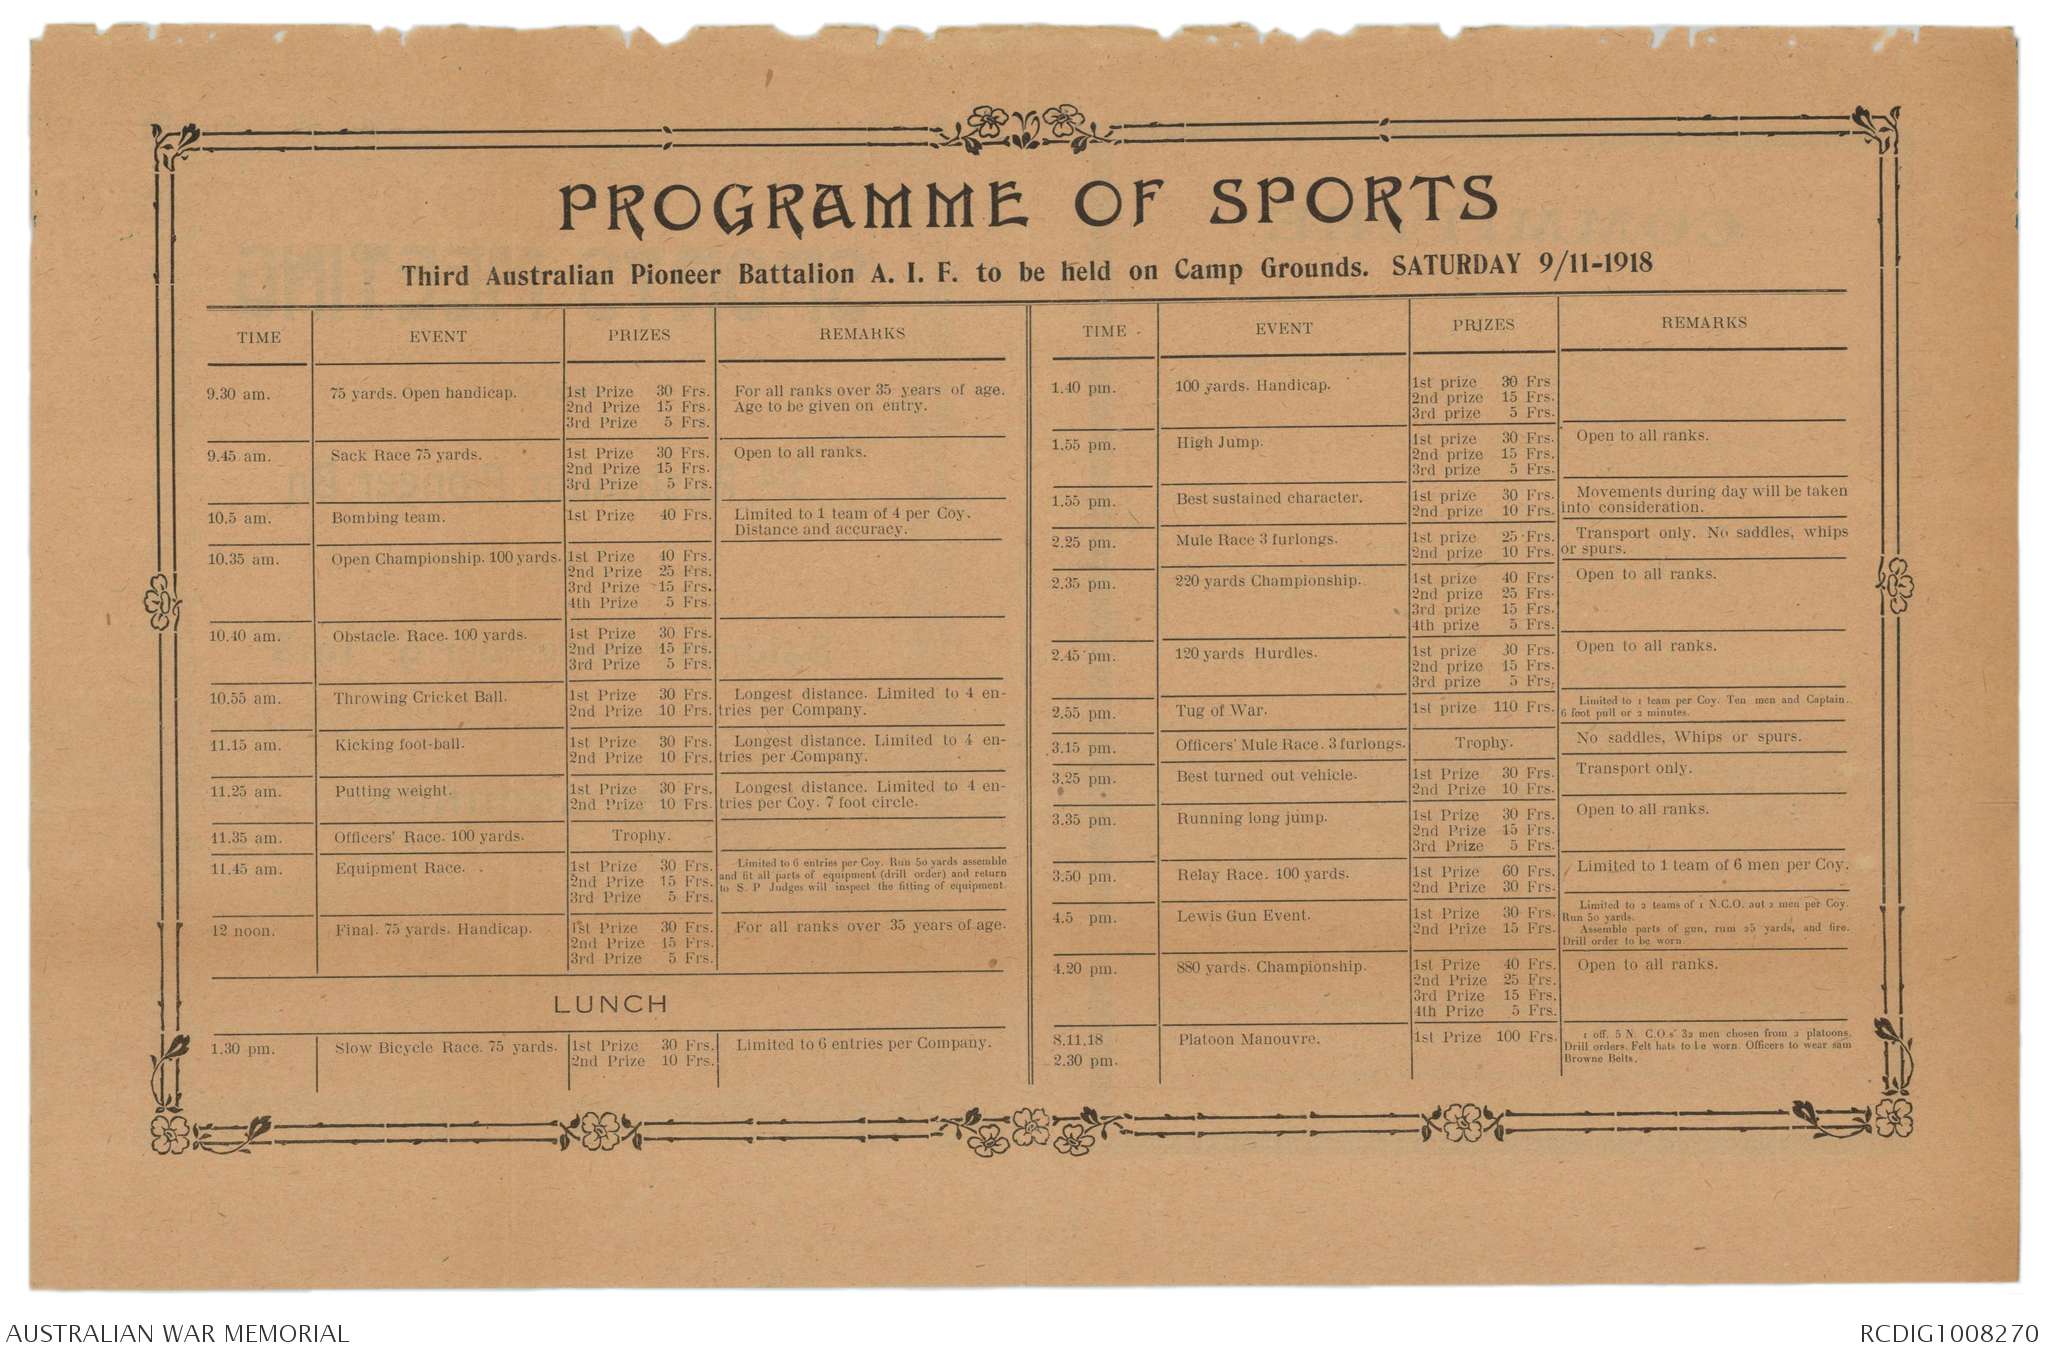 PROGRAMME OF SPORTS
Third Australian Pioneer Battalion A. I. F. to be held on Camp Grounds. SATURDAY 9/11-1918
TIME EVENT PRIZES REMARKS
9.30 am. 75 yards. Open handicap. 1st Prize 30 Frs. For all ranks over 35 years of age.
2nd Prize 15 Frs. Age to be given on entry.
3rd Prize 5 Frs.
9.45 am. Sack Race 75 yards. 1st Prize 30 Frs. Open to all ranks.
2nd Prize 15 Frs.
3rd Prize 5 Frs.
10.5 am. Bombing team. 1st Prize 40 Frs. Limited to 1 team of 4 per Coy.
Distance and accuracy.
10.35 am. Open Championship. 100 yards. 1st Prize 40 Frs.
2nd Prize 25 Frs.
3rd Prize 15 Frs.
4th Prize 5 Frs.
10.40 am. Obstacle. Race. 100 yards. 1st Prize 30 Frs.
2nd Prize 15 Frs.
3rd Prize 5 Frs.
10.55 am. Throwing Cricket Ball. 1st Prize 30 Frs. Longest distance. Limited to 4 en-
2nd Prize 10 Frs. tries per Company.
11.15 am. Kicking foot-ball. 1st Prize 30 Frs. Longest distance. Limited to 4 en-
2nd Prize 10 Frs. tries per Company.
11.25 am. Putting weight. 1st Prize 30 Frs. Longest distance. Limited to 4 en-
2nd Prize 10 Frs. tries per Coy. 7 foot circle.
11.35 am. Officers' Race. 100 yards. Trophy.
11.45 am. Equipment Race. 1st Prize 30 Frs. Limited to 6 entries per Coy. Run 50 yards assemble
2nd Prize 15 Frs. and fit all parts of equipment (drill order) and return
3rd Prize 5 Frs. to S. P Judges will inspect the fitting of equipment.
12 noon. Final. 75 yards. Handicap. 1st Prize 30 Frs. For all ranks over 35 years of age.
2nd Prize 15 Frs.
3rd Prize 5 Frs.
LUNCH
1.30 pm. Slow Bicycle Race. 75 yards. 1st Prize 30 Frs. Limited to 6 entries per Company.
2nd Prize 10 Frs.
TIME EVENT PRIZES REMARKS
1.40 pm. 100 yards. Handicap. 1st prize 30 Frs
2nd prize 15 Frs.
3rd prize 5 Frs.
1.55 pm. High Jump. 1st prize 30 Frs. Open to all ranks.
2nd prize 15 Frs.
3rd prize 5 Frs.
1.55 pm. Best sustained character. 1st prize 30 Frs. Movements during day will be taken
2nd prize 10 Frs. into consideration.
2.25 pm. Mule Race 3 furlongs. 1st prize 25 Frs. Transport only. No saddles, whips
2nd prize 10 Frs. or spurs.
2.35 pm. 220 yards Championship. 1st prize 40 Frs. Open to all ranks.
2nd prize 25 Frs.
3rd prize 15 Frs.
4th prize 5 Frs.
2.45 pm. 120 yards Hurdles. 1st prize 30 Frs. Open to all ranks.
2nd prize 15 Frs.
3rd prize 5 Frs.
2.55 pm. Tug of War. 1st prize 110 Frs. Limited to 1 team per Coy. Ten men and Captain.
6 foot pull or 2 minutes.
3.15 pm. Officers' Mule Race. 3 furlongs. Trophy. No saddles, Whips or spurs.
3.25 pm. Best turned out vehicle. 1st Prize 30 Frs. Transport only.
2nd Prize 10 Frs.
3.35 pm. Running long jump. 1st Prize 30 Frs. Open to all ranks.
2nd Prize 15 Frs.
3rd Prize 5 Frs.
3.50 pm. Relay Race. 100 yards. 1st Prize 60 Frs. Limited to 1 team of 6 men per Coy.
2nd Prize 30 Frs.
4.5 pm. Lewis Gun Event. 1st Prize 30 Frs. Limited to 2 teams of 1 N.C.O. aut 2 men per Coy.
2nd Prize 15 Frs. Run 50 yards.
Assemble parts of gun, rum 25 yards, and fire.
Drill order to be worn
4.20 pm. 880 yards. Championship. 1st Prize 40 Frs. Open to all ranks.
2nd Prize 25 Frs.
3rd Prize 15 Frs.
4th Prize 5 Frs.
8.11.18 Platoon Manouvre. 1st Prize 100 Frs. 1 off. 5 N. C.O.s' 32 men chosen from 2 platoons.
2.30 pm. Drill orders. Felt hats to be worn. Officers to wear sam
Browne Belts.
AUSTRALIAN WAR MEMORIAL
RCDIG1008270